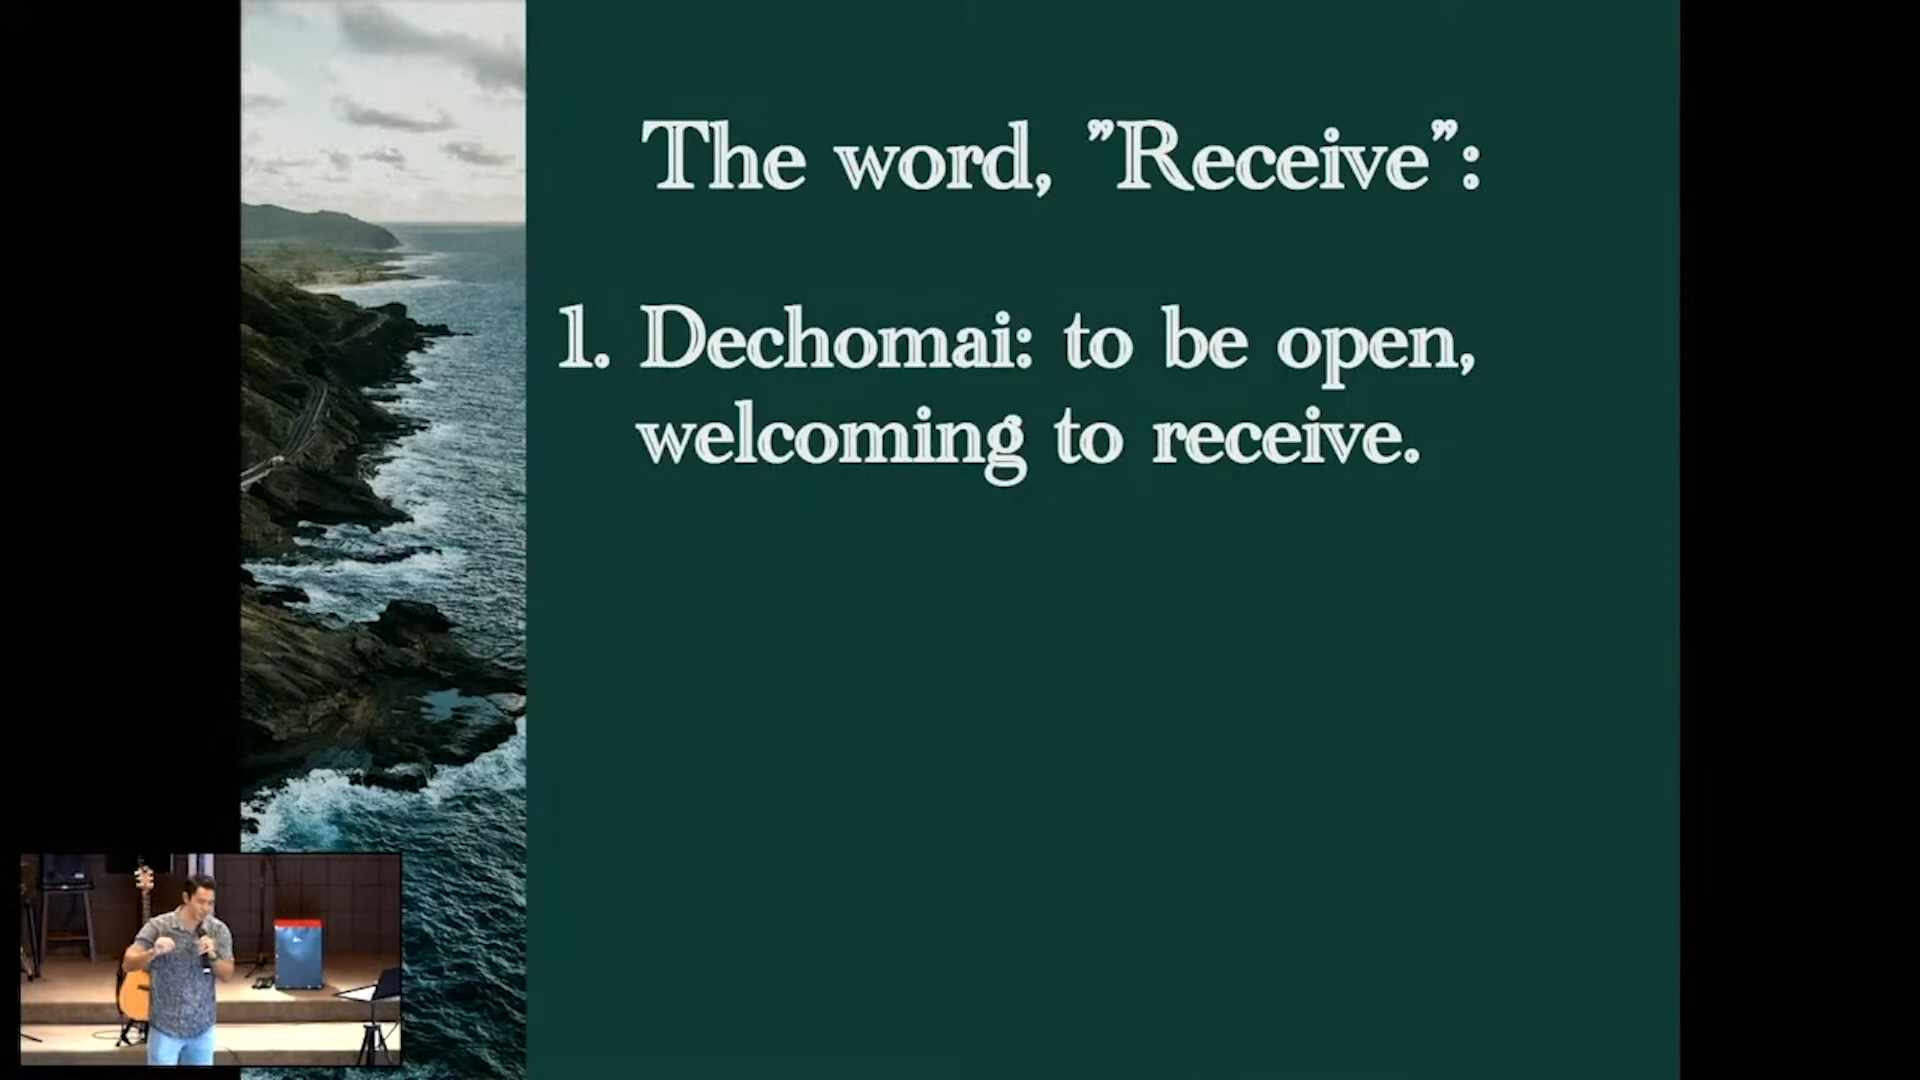 The word, ”Receive”:
1. Dechomai: to be open,
welcoming to receive.